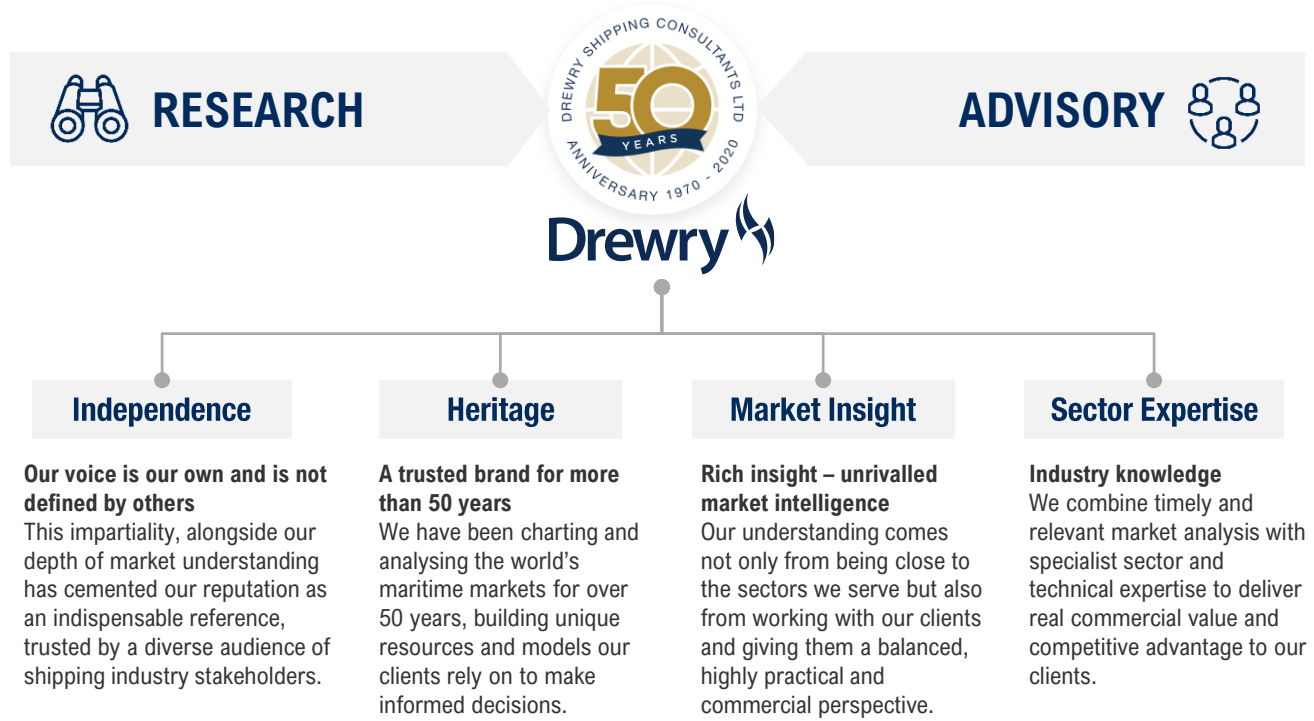 RESEARCH
DREWRY SHIPPING CONSULTANTS LTD
50
YEARS
ANNIVERSARY 1970 - 2020
ADVISORY
Drewry
Independence
Our voice is our own and is not
defined by others
This impartiality, alongside our
depth of market understanding
has cemented our reputation as
an indispensable reference,
trusted by a diverse audience of
shipping industry stakeholders.
Heritage
A trusted brand for more
than 50 years
We have been charting and
analysing the world’s
maritime markets for over
50 years, building unique
resources and models our
clients rely on to make
informed decisions.
Market Insight
Rich insight – unrivalled
market intelligence
Our understanding comes
not only from being close to
the sectors we serve but also
from working with our clients
and giving them a balanced,
highly practical and
commercial perspective.
Sector Expertise
Industry knowledge
We combine timely and
relevant market analysis with
specialist sector and
technical expertise to deliver
real commercial value and
competitive advantage to our
clients.